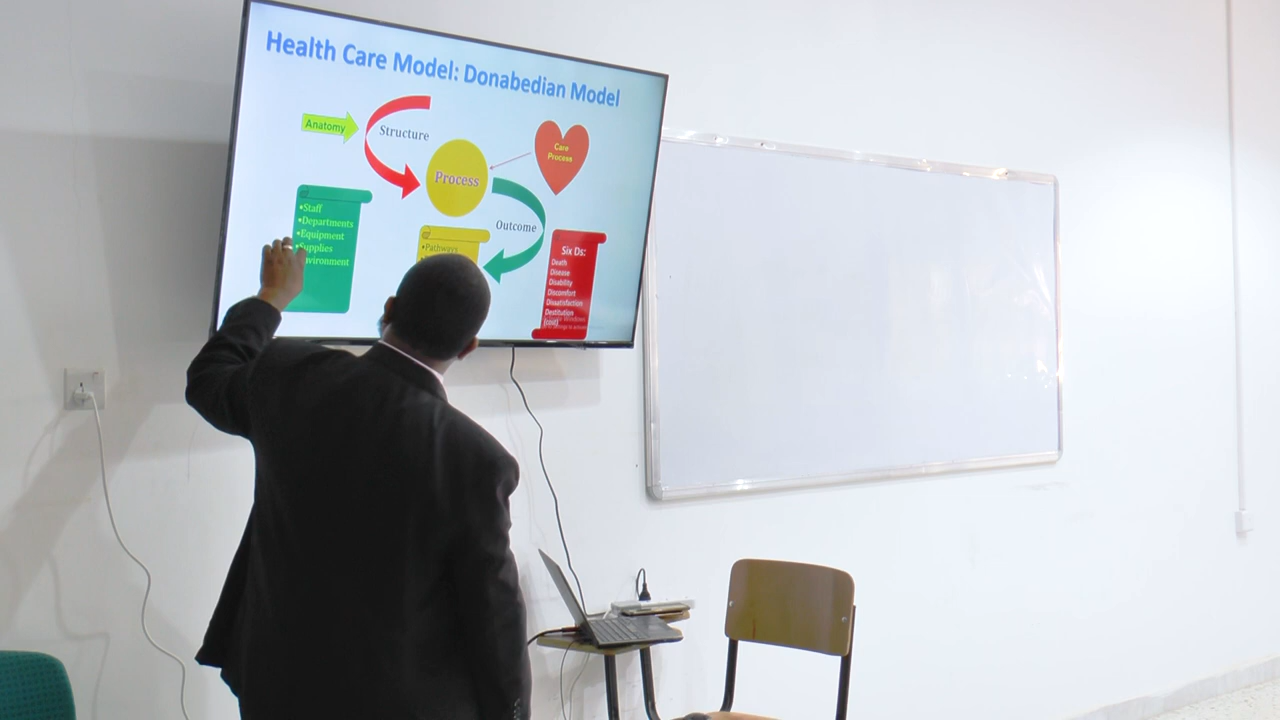 Health Care Model: Donabedian Model
Anatomy
Structure
Process
Care
Process
Outcome
•Staff
•Departments
•Equipment
•Supplies
•Pathways
Six Ds:
Death
Disease
Disability
Discomfort
Dissatisfaction
Destitution
(cost)